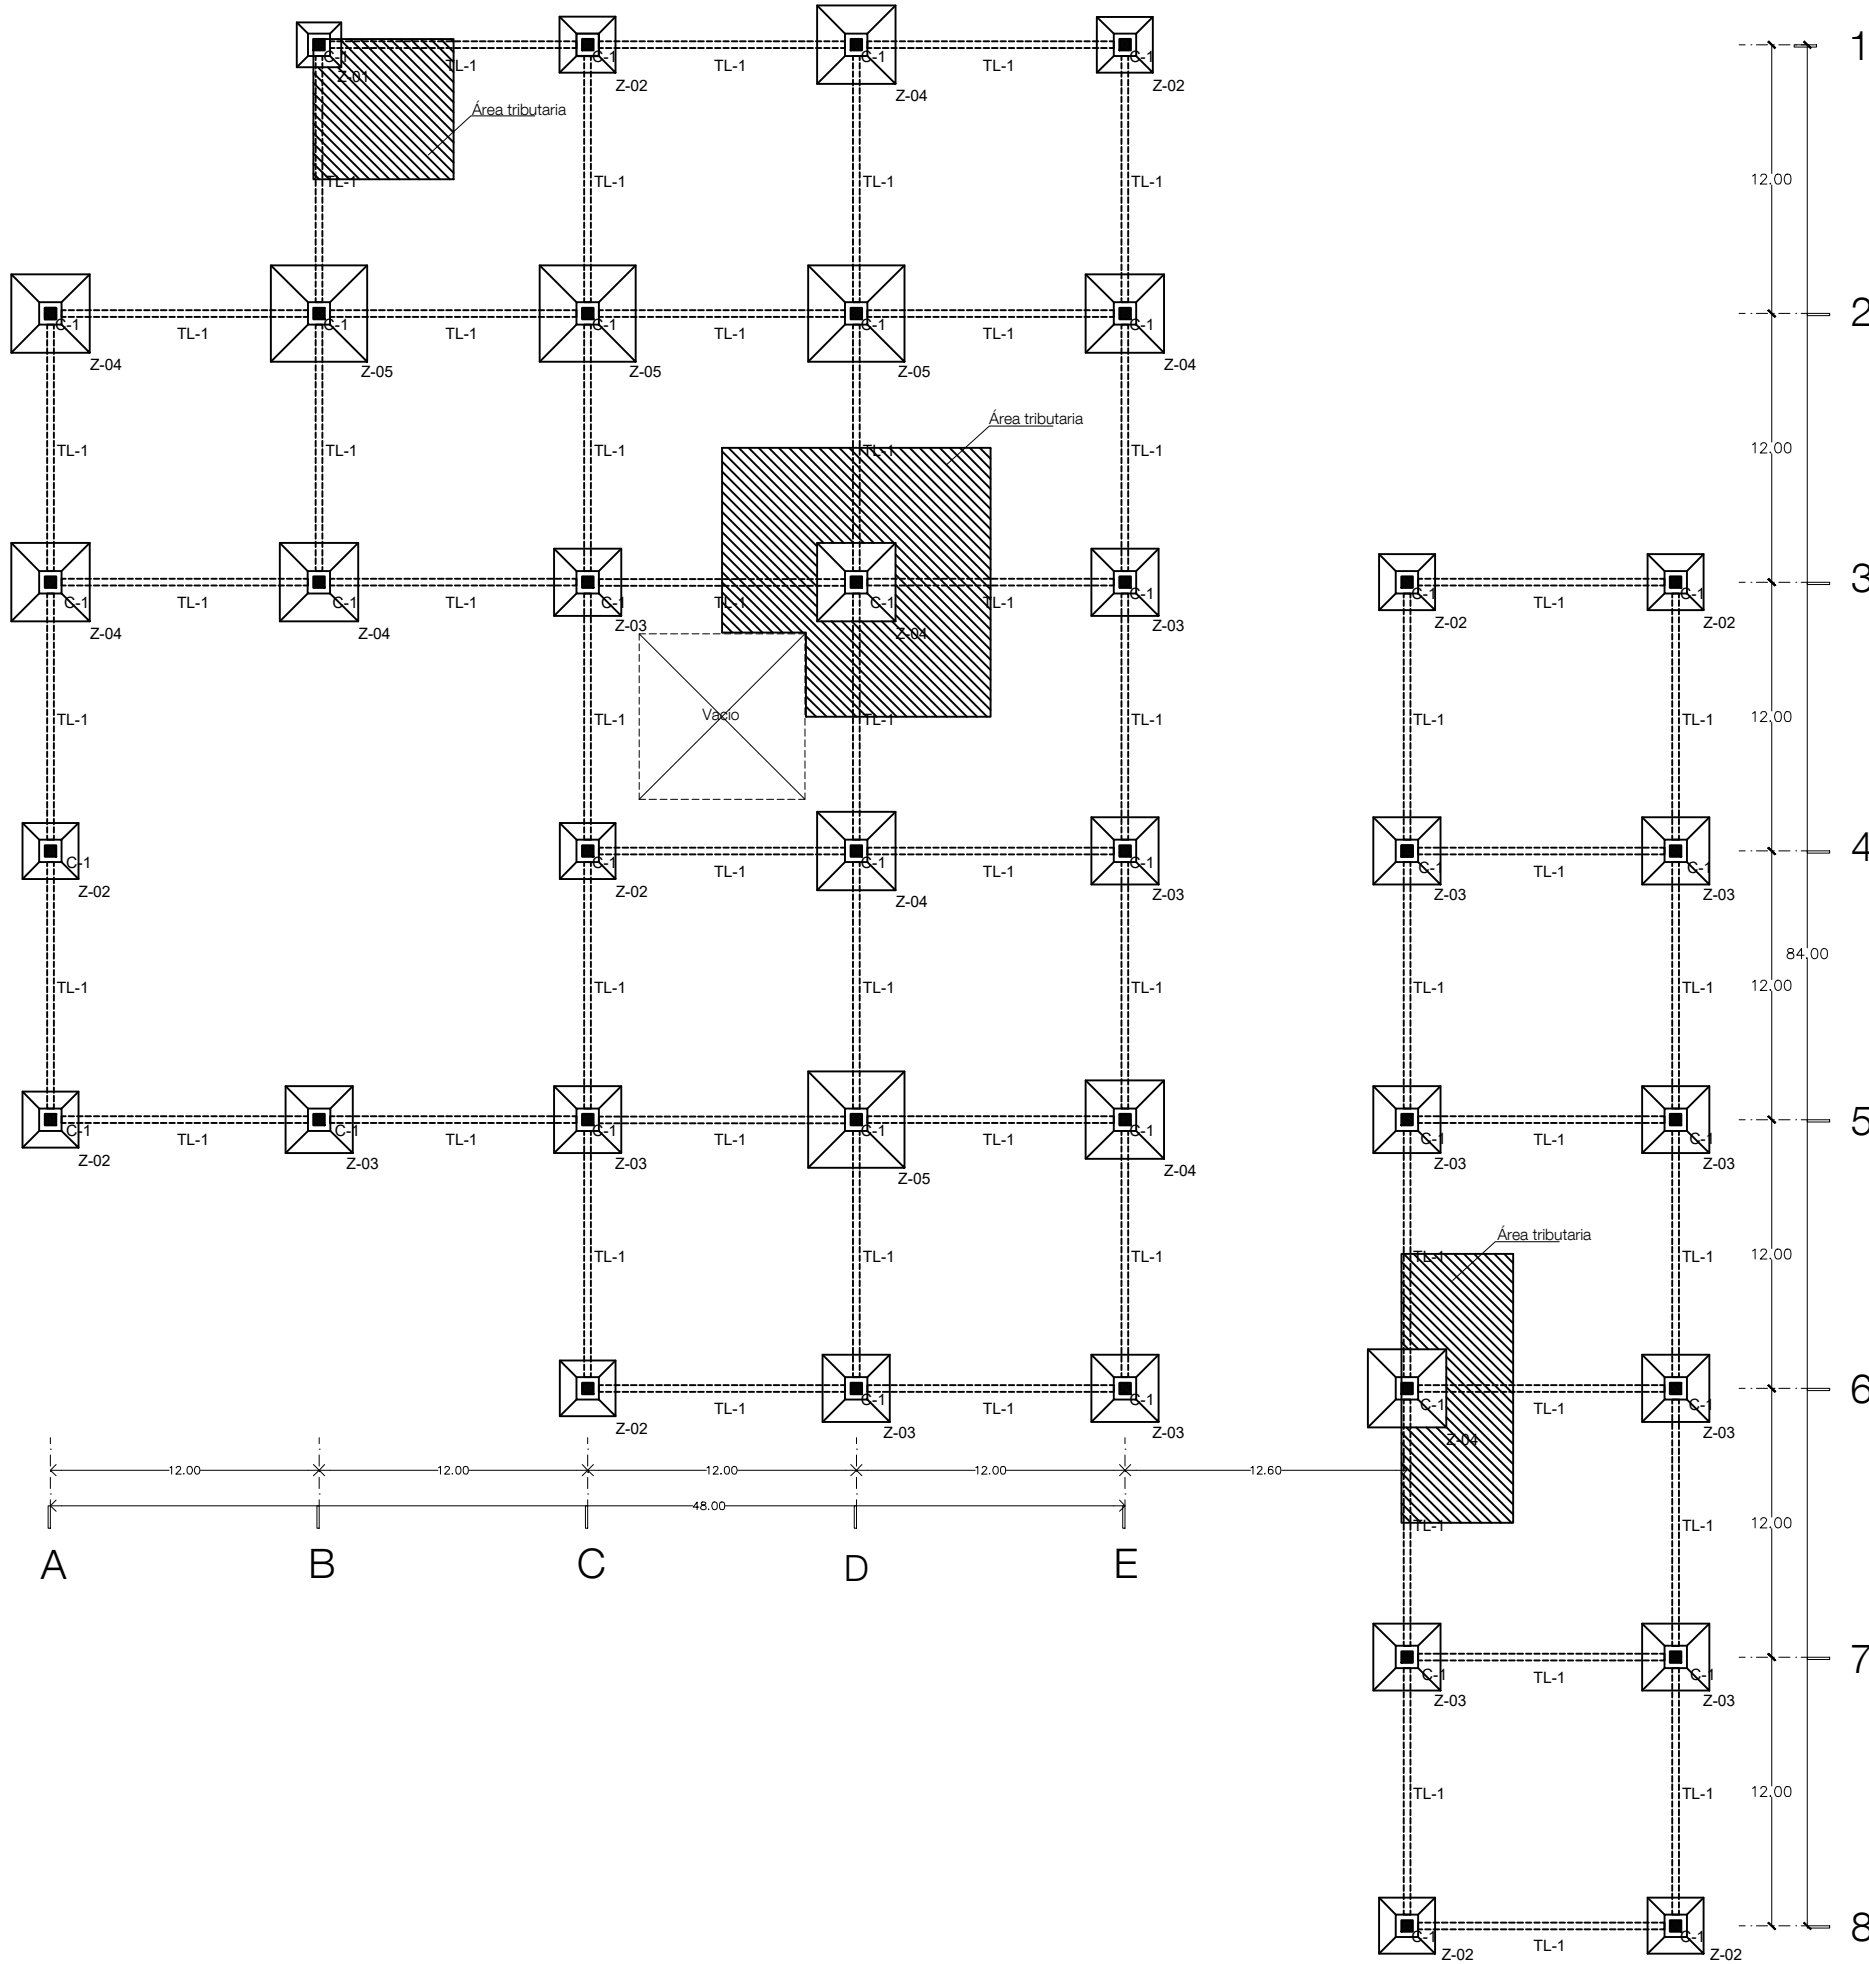 1
C-1 C-1 C-1 C-1
TL-1 TL-1 TL-1
Z-01 Z-02 Z-04 Z-02
Área tributaria
TL-1 TL-1 TL-1 TL-1 12.00
2
C-1 C-1 C-1 C-1 C-1
TL-1 TL-1 TL-1 TL-1
Z-04 Z-05 Z-05 Z-05 Z-04
Área tributaria
TL-1 TL-1 TL-1 TL-1 TL-1 12.00
3
C-1 C-1 C-1 C-1 C-1 C-1 C-1
TL-1 TL-1 TL-1 TL-1 TL-1
Z-04 Z-04 Z-03 Z-04 Z-03 Z-02 Z-02
Vacio
TL-1 TL-1 TL-1 TL-1 TL-1 TL-1 12.00
4
C-1 C-1 C-1 C-1 C-1 C-1
TL-1 TL-1 TL-1
Z-02 Z-02 Z-04 Z-03 Z-03 Z-03
84.00
TL-1 TL-1 TL-1 TL-1 TL-1 TL-1 12.00
5
C-1 C-1 C-1 C-1 C-1 C-1 C-1
TL-1 TL-1 TL-1 TL-1 TL-1
Z-02 Z-03 Z-03 Z-05 Z-04 Z-03 Z-03
Área tributaria
TL-1 TL-1 TL-1 TL-1 TL-1 12.00
6
C-1 C-1 C-1 C-1
TL-1 TL-1 TL-1
Z-02 Z-03 Z-03 Z-04 Z-03
12.00 12.00 12.00 12.00 12.60
48.00
TL-1 TL-1 12.00
A B C D E
7
C-1 C-1
TL-1
Z-03 Z-03
TL-1 TL-1 12.00
8
C-1 C-1
TL-1
Z-02 Z-02